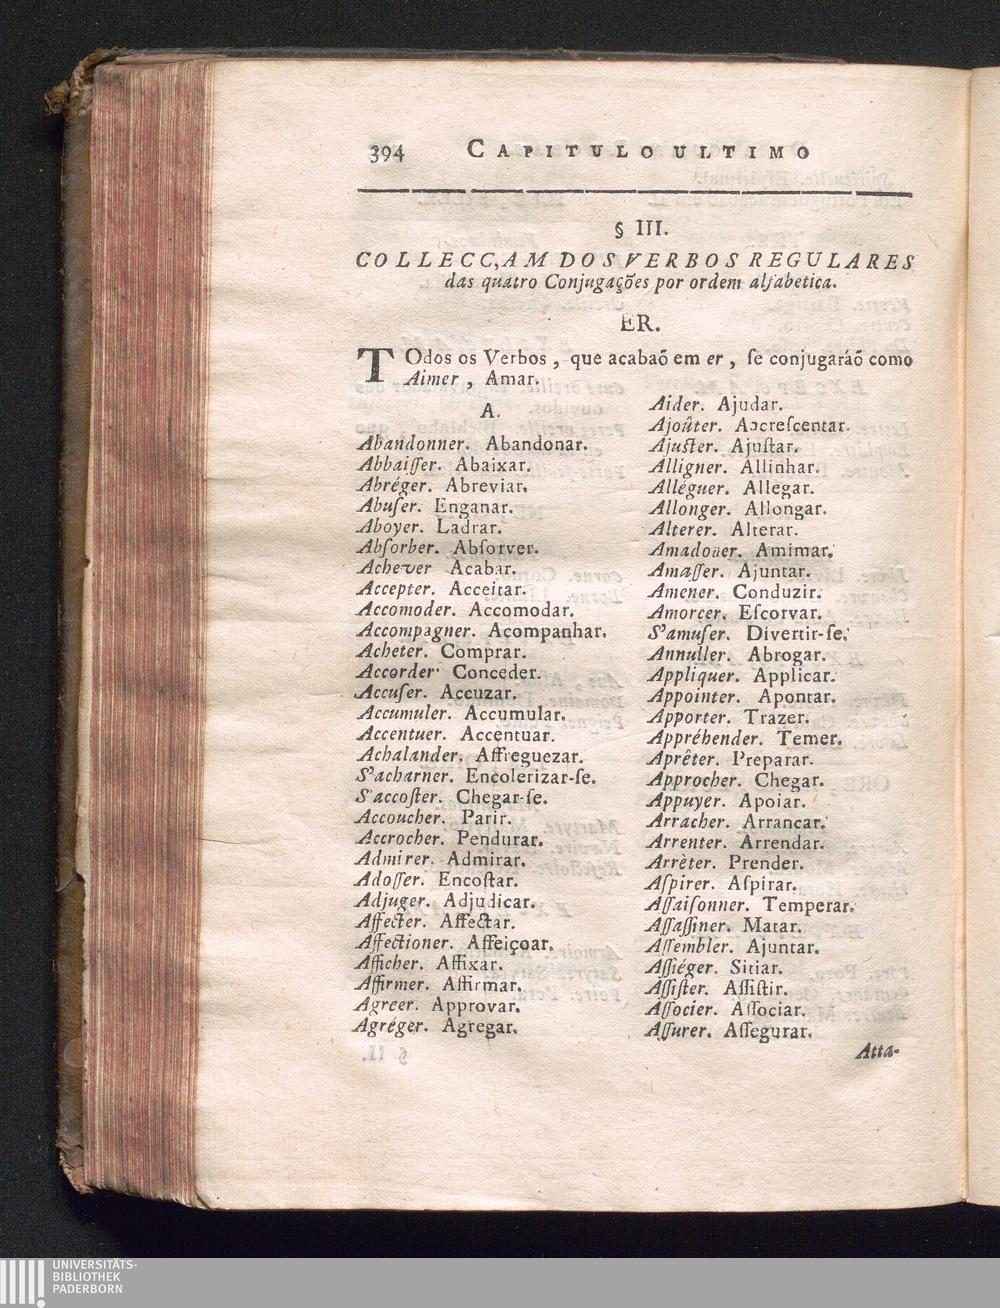 394 CAPITULO ULTIMO
§ III.
COLLECC,AM DOS VERBOS REGULARES
das quatro Conjugações por ordem alfabetica.
ER.
TOdos os Verbos, que acabaõ em er, ſe conjugaráõ como
Aimer, Amar.
A.
Abandonner. Abandonar.
Abbaiſſer. Abaixar.
Abréger. Abreviar.
Abuſer. Enganar.
Aboyer. Ladrar.
Abſorber. Abſorver.
Achever Acabar.
Accepter. Acceitar.
Accomoder. Accomodar.
Accompagner. Acompanhar.
Acheter. Comprar.
Accorder. Conceder.
Accuſer. Accuzar.
Accumuler. Accumular.
Accentuer. Accentuar.
Achalander. Affreguezar.
S'acharner. Encolerizar-ſe.
S'accoſter. Chegar-ſe.
Accoucher. Parir.
Accrocher. Pendurar.
Admirer. Admirar.
Adoſſer. Encoſtar.
Adjuger. Adjudicar.
Affecter. Affectar.
Affectioner. Affeiçoar.
Afficher. Affixar.
Affirmer. Affirmar.
Agreer. Approvar.
Agréger. Agregar.
Aider. Ajudar.
Ajoûter. Accreſcentar.
Ajuſter. Ajuſtar.
Alligner. Allinhar.
Alléguer. Allegar.
Allonger. Allongar.
Alterer. Alterar.
Amadoüer. Amimar.
Amaſſer. Ajuntar.
Amener. Conduzir.
Amorcer. Eſcorvar.
S'amuſer. Divertir-ſe.
Annuller. Abrogar.
Appliquer. Applicar.
Appointer. Apontar.
Apporter. Trazer.
Appréhender. Temer.
Aprêter. Preparar.
Approcher. Chegar.
Appuyer. Apoiar.
Arracher. Arrancar.
Arrenter. Arrendar.
Arrèter. Prender.
Aſpirer. Aſpirar.
Aſſaiſonner. Temperar.
Aſſaſſiner. Matar.
Aſſembler. Ajuntar.
Aſſiéger. Sitiar.
Aſſiſter. Aſſiſtir.
Aſſocier. Aſſociar.
Aſſurer. Aſſegurar.
Atta-
UNIVERSITÄTS-
BIBLIOTHEK
PADERBORN